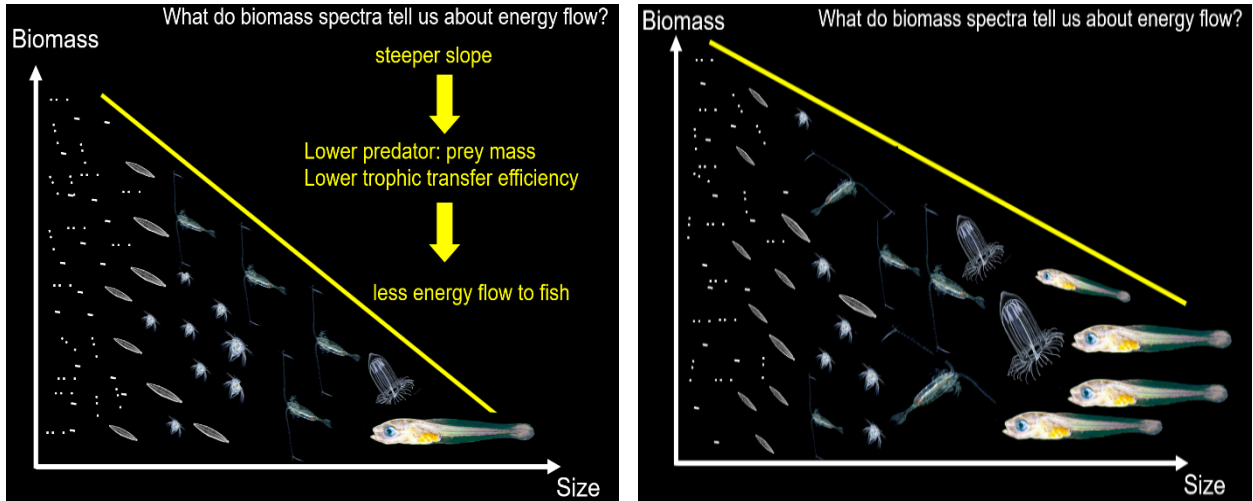 What do biomass spectra tell us about energy flow?
Biomass
steeper slope
Lower predator: prey mass
Lower trophic transfer efficiency
less energy flow to fish
Size
What do biomass spectra tell us about energy flow?
Biomass
Size